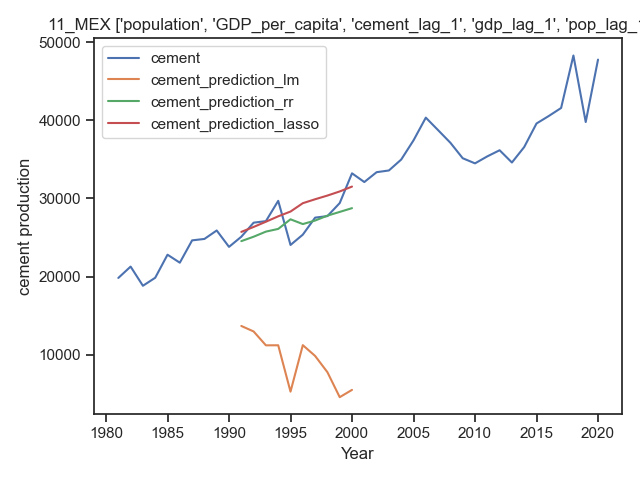 11_MEX ['population', 'GDP_per_capita', 'cement_lag_1', 'gdp_lag_1', 'pop_lag_1
cement
cement_prediction_lm
cement_prediction_rr
cement_prediction_lasso
cement production
50000
40000
30000
20000
10000
1980 1985 1990 1995 2000 2005 2010 2015 2020
Year